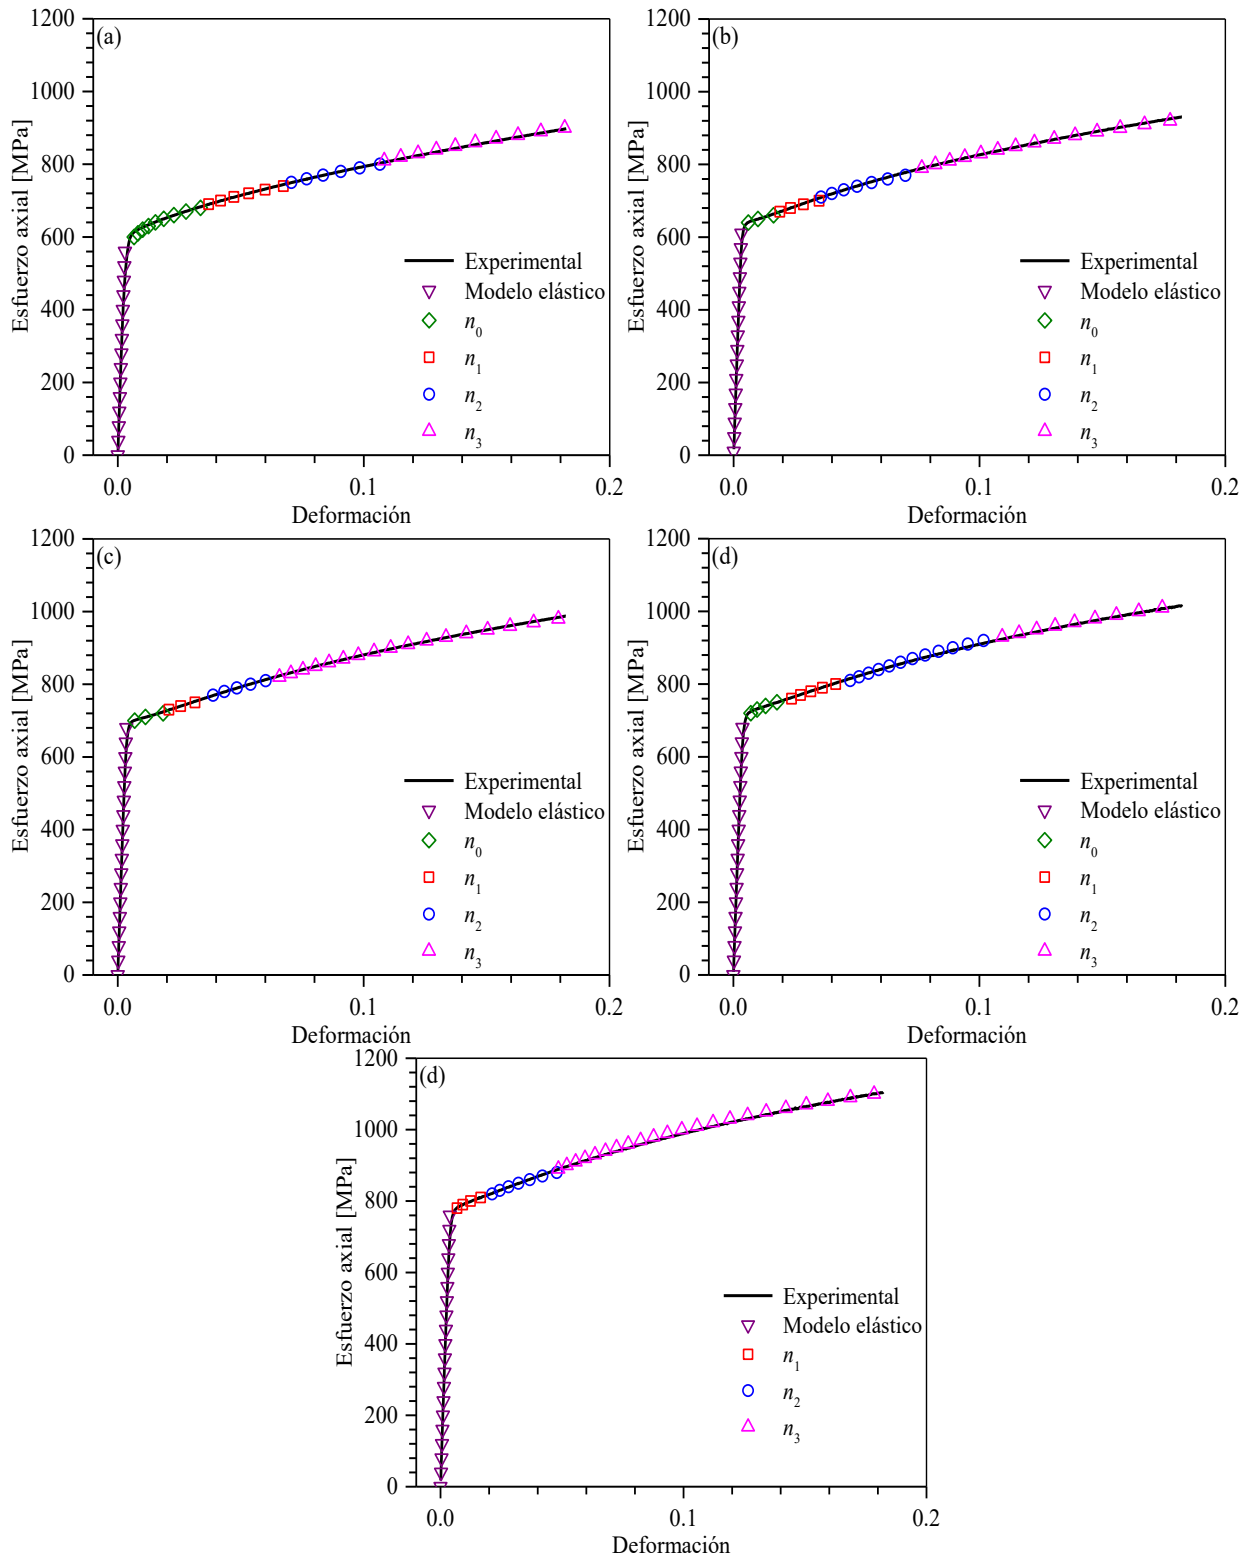 (a)
Esfuerzo axial [MPa]
1200
1000
800
600
400
200
0
Experimental
Modelo elástico
n0
n1
n2
n3
0.0 0.1 0.2
Deformación
(b)
Esfuerzo axial [MPa]
1200
1000
800
600
400
200
0
Experimental
Modelo elástico
n0
n1
n2
n3
0.0 0.1 0.2
Deformación
(c)
Esfuerzo axial [MPa]
1200
1000
800
600
400
200
0
Experimental
Modelo elástico
n0
n1
n2
n3
0.0 0.1 0.2
Deformación
(d)
Esfuerzo axial [MPa]
1200
1000
800
600
400
200
0
Experimental
Modelo elástico
n0
n1
n2
n3
0.0 0.1 0.2
Deformación
(d)
Esfuerzo axial [MPa]
1200
1000
800
600
400
200
0
Experimental
Modelo elástico
n1
n2
n3
0.0 0.1 0.2
Deformación